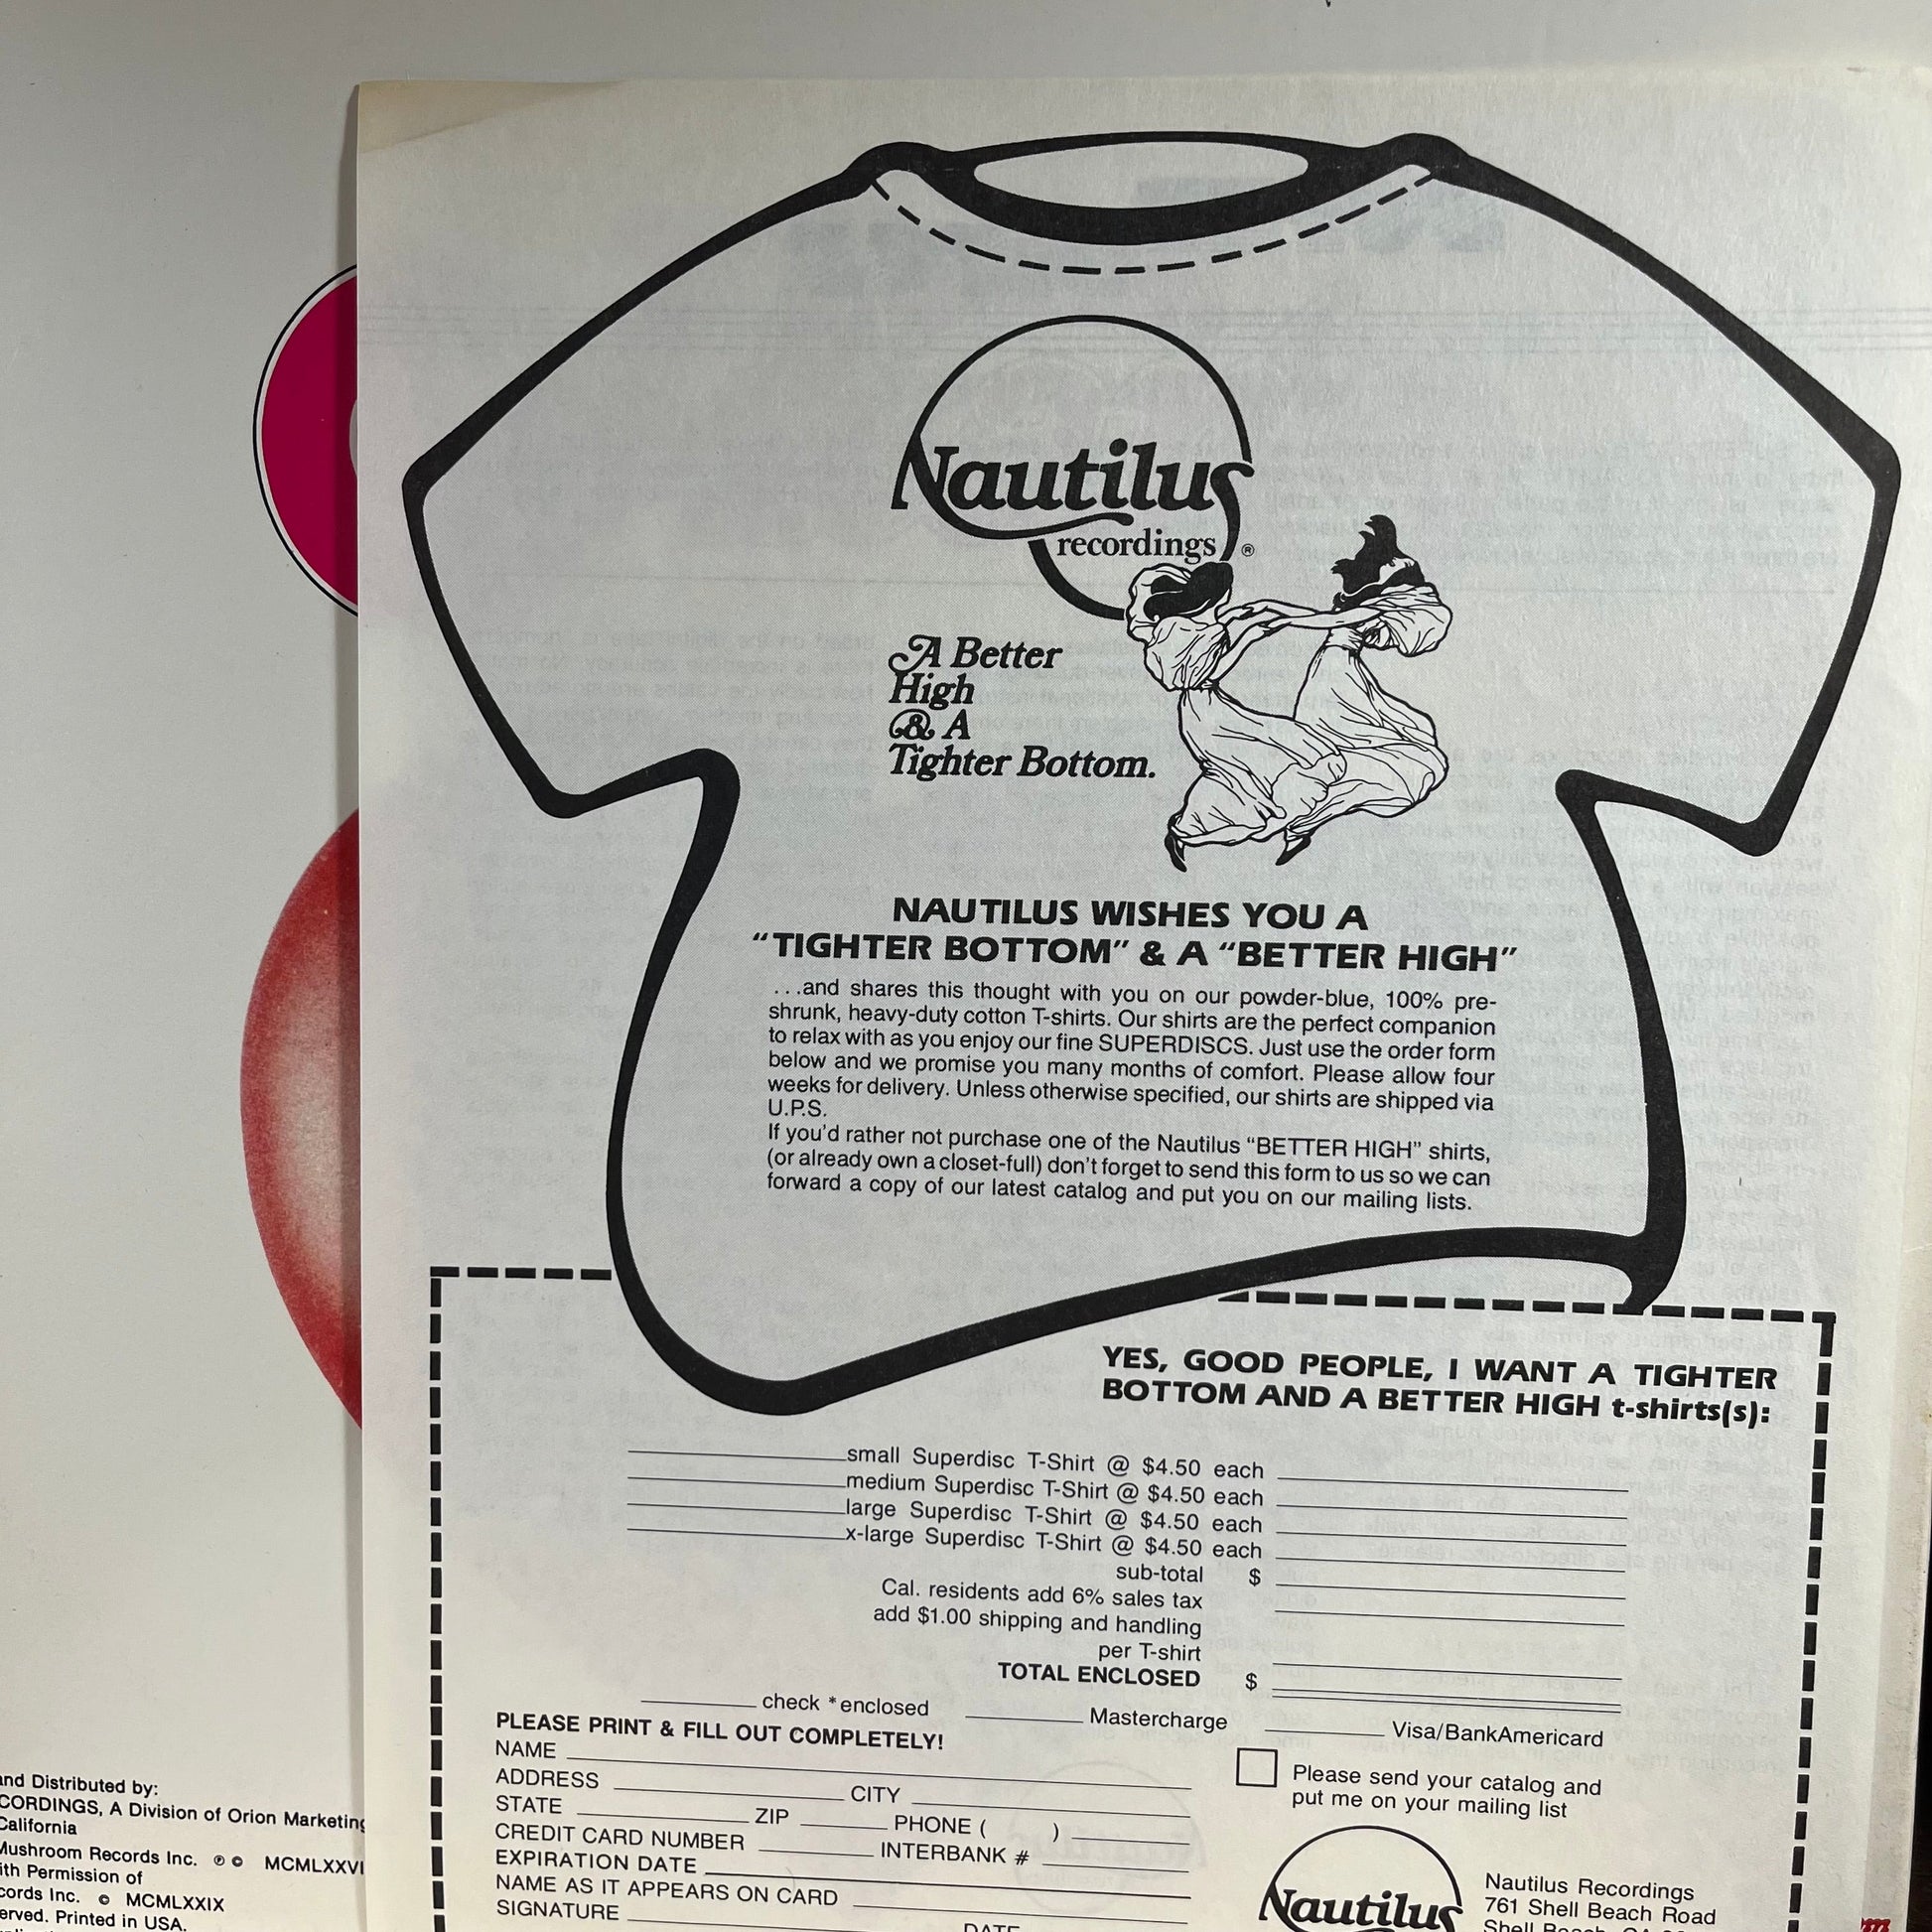 Nautilus
recordings ®
A Better
High
& A
Tighter Bottom.
NAUTILUS WISHES YOU A
“TIGHTER BOTTOM” & A “BETTER HIGH”
...and shares this thought with you on our powder-blue, 100% pre-
shrunk, heavy-duty cotton T-shirts. Our shirts are the perfect companion
to relax with as you enjoy our fine SUPERDISCS. Just use the order form
below and we promise you many months of comfort. Please allow four
weeks for delivery. Unless otherwise specified, our shirts are shipped via
U.P.S.
If you’d rather not purchase one of the Nautilus “BETTER HIGH” shirts,
(or already own a closet-full) don’t forget to send this form to us so we can
forward a copy of our latest catalog and put you on our mailing lists.
YES, GOOD PEOPLE, I WANT A TIGHTER
BOTTOM AND A BETTER HIGH t-shirts(s):
small Superdisc T-Shirt @ $4.50 each
medium Superdisc T-Shirt @ $4.50 each
large Superdisc T-Shirt @ $4.50 each
x-large Superdisc T-Shirt @ $4.50 each
sub-total $
Cal. residents add 6% sales tax
add $1.00 shipping and handling
per T-shirt
TOTAL ENCLOSED $
check *enclosed Mastercharge Visa/BankAmericard
PLEASE PRINT & FILL OUT COMPLETELY!
NAME
ADDRESS CITY
STATE ZIP PHONE ( )
CREDIT CARD NUMBER INTERBANK #
EXPIRATION DATE
NAME AS IT APPEARS ON CARD
SIGNATURE DATE
Please send your catalog and
put me on your mailing list
Nautilus
Nautilus Recordings
761 Shell Beach Road
Shell Beach, CA
and Distributed by:
CORDINGS, A Division of Orion Marketing
California
Mushroom Records Inc. ℗ © MCMLXXVI
ith Permission of
cords Inc. © MCMLXXIX
erved. Printed in USA.